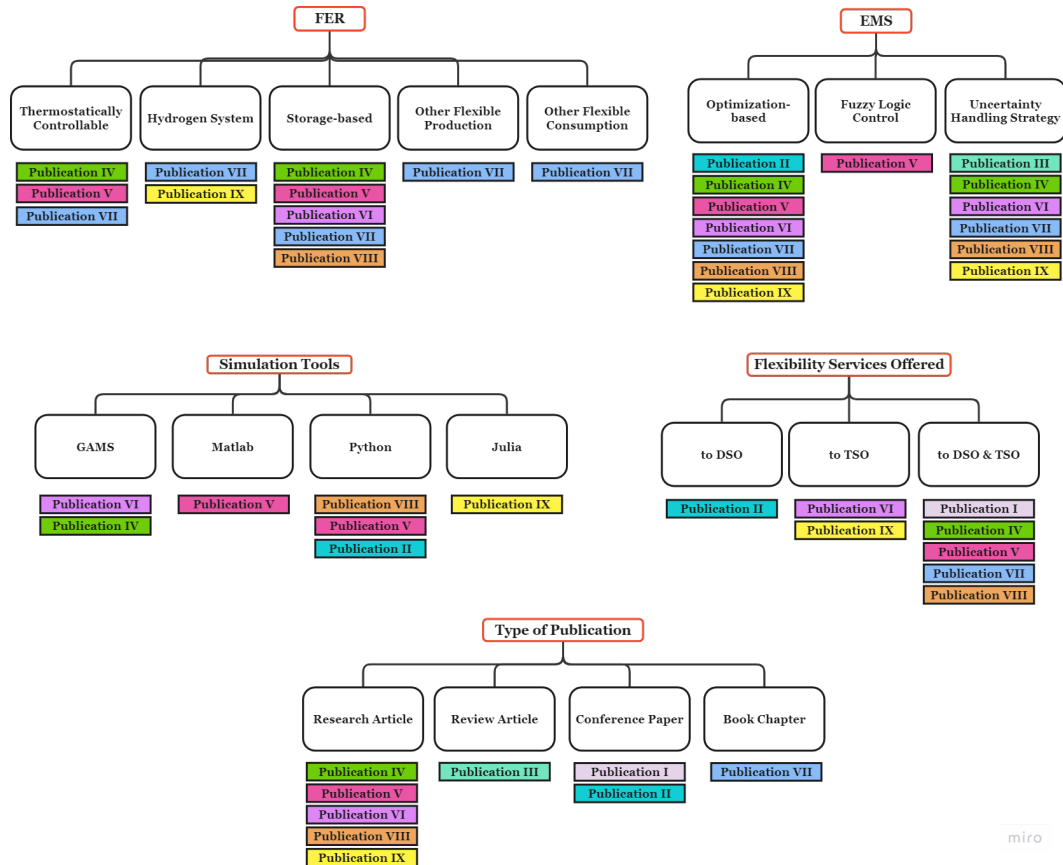 FER
Thermostatically
Controllable
Hydrogen System
Storage-based
Other Flexible
Production
Other Flexible
Consumption
Publication IV
Publication V
Publication VII
Publication VII
Publication IX
Publication IV
Publication V
Publication VI
Publication VII
Publication VIII
Publication VII
Publication VII
EMS
Optimization-
based
Fuzzy Logic
Control
Uncertainty
Handling Strategy
Publication II
Publication IV
Publication V
Publication VI
Publication VII
Publication VIII
Publication IX
Publication V
Publication III
Publication IV
Publication VI
Publication VII
Publication VIII
Publication IX
Simulation Tools
GAMS
Matlab
Python
Julia
Publication VI
Publication IV
Publication V
Publication VIII
Publication V
Publication II
Publication IX
Flexibility Services Offered
to DSO
to TSO
to DSO & TSO
Publication II
Publication VI
Publication IX
Publication I
Publication IV
Publication V
Publication VII
Publication VIII
Type of Publication
Research Article
Review Article
Conference Paper
Book Chapter
Publication IV
Publication V
Publication VI
Publication VIII
Publication IX
Publication III
Publication I
Publication II
Publication VII
miro